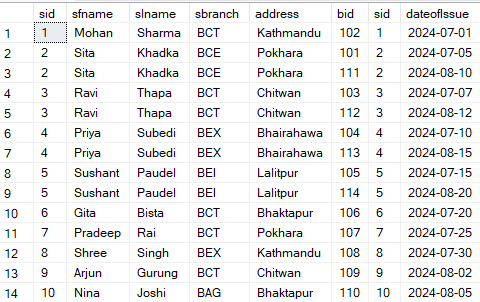 sid sfname slname sbranch address bid sid dateofIssue
1 1 Mohan Sharma BCT Kathmandu 102 1 2024-07-01
2 2 Sita Khadka BCE Pokhara 101 2 2024-07-05
3 2 Sita Khadka BCE Pokhara 111 2 2024-08-10
4 3 Ravi Thapa BCT Chitwan 103 3 2024-07-07
5 3 Ravi Thapa BCT Chitwan 112 3 2024-08-12
6 4 Priya Subedi BEX Bhairahawa 104 4 2024-07-10
7 4 Priya Subedi BEX Bhairahawa 113 4 2024-08-15
8 5 Sushant Paudel BEI Lalitpur 105 5 2024-07-15
9 5 Sushant Paudel BEI Lalitpur 114 5 2024-08-20
10 6 Gita Bista BCT Bhaktapur 106 6 2024-07-20
11 7 Pradeep Rai BCT Pokhara 107 7 2024-07-25
12 8 Shree Singh BEX Kathmandu 108 8 2024-07-30
13 9 Arjun Gurung BCT Chitwan 109 9 2024-08-02
14 10 Nina Joshi BAG Bhaktapur 110 10 2024-08-05